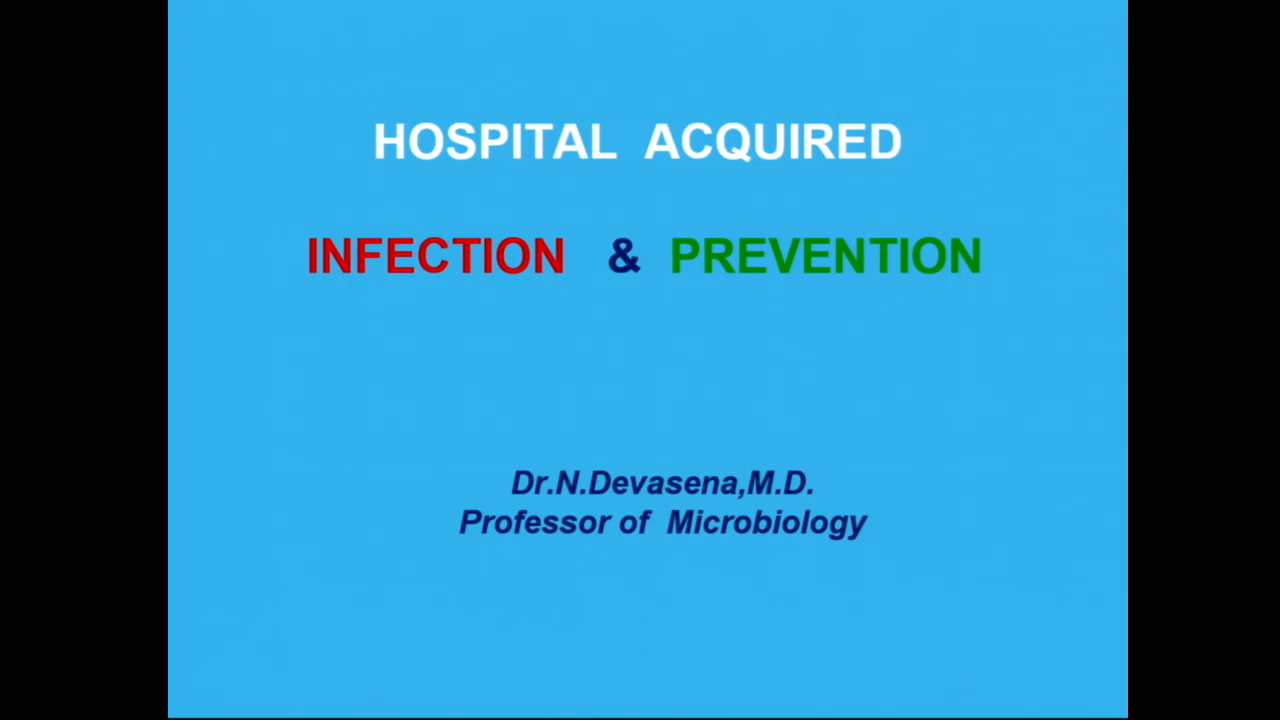 HOSPITAL ACQUIRED
INFECTION & PREVENTION
Dr.N.Devasena,M.D.
Professor of Microbiology